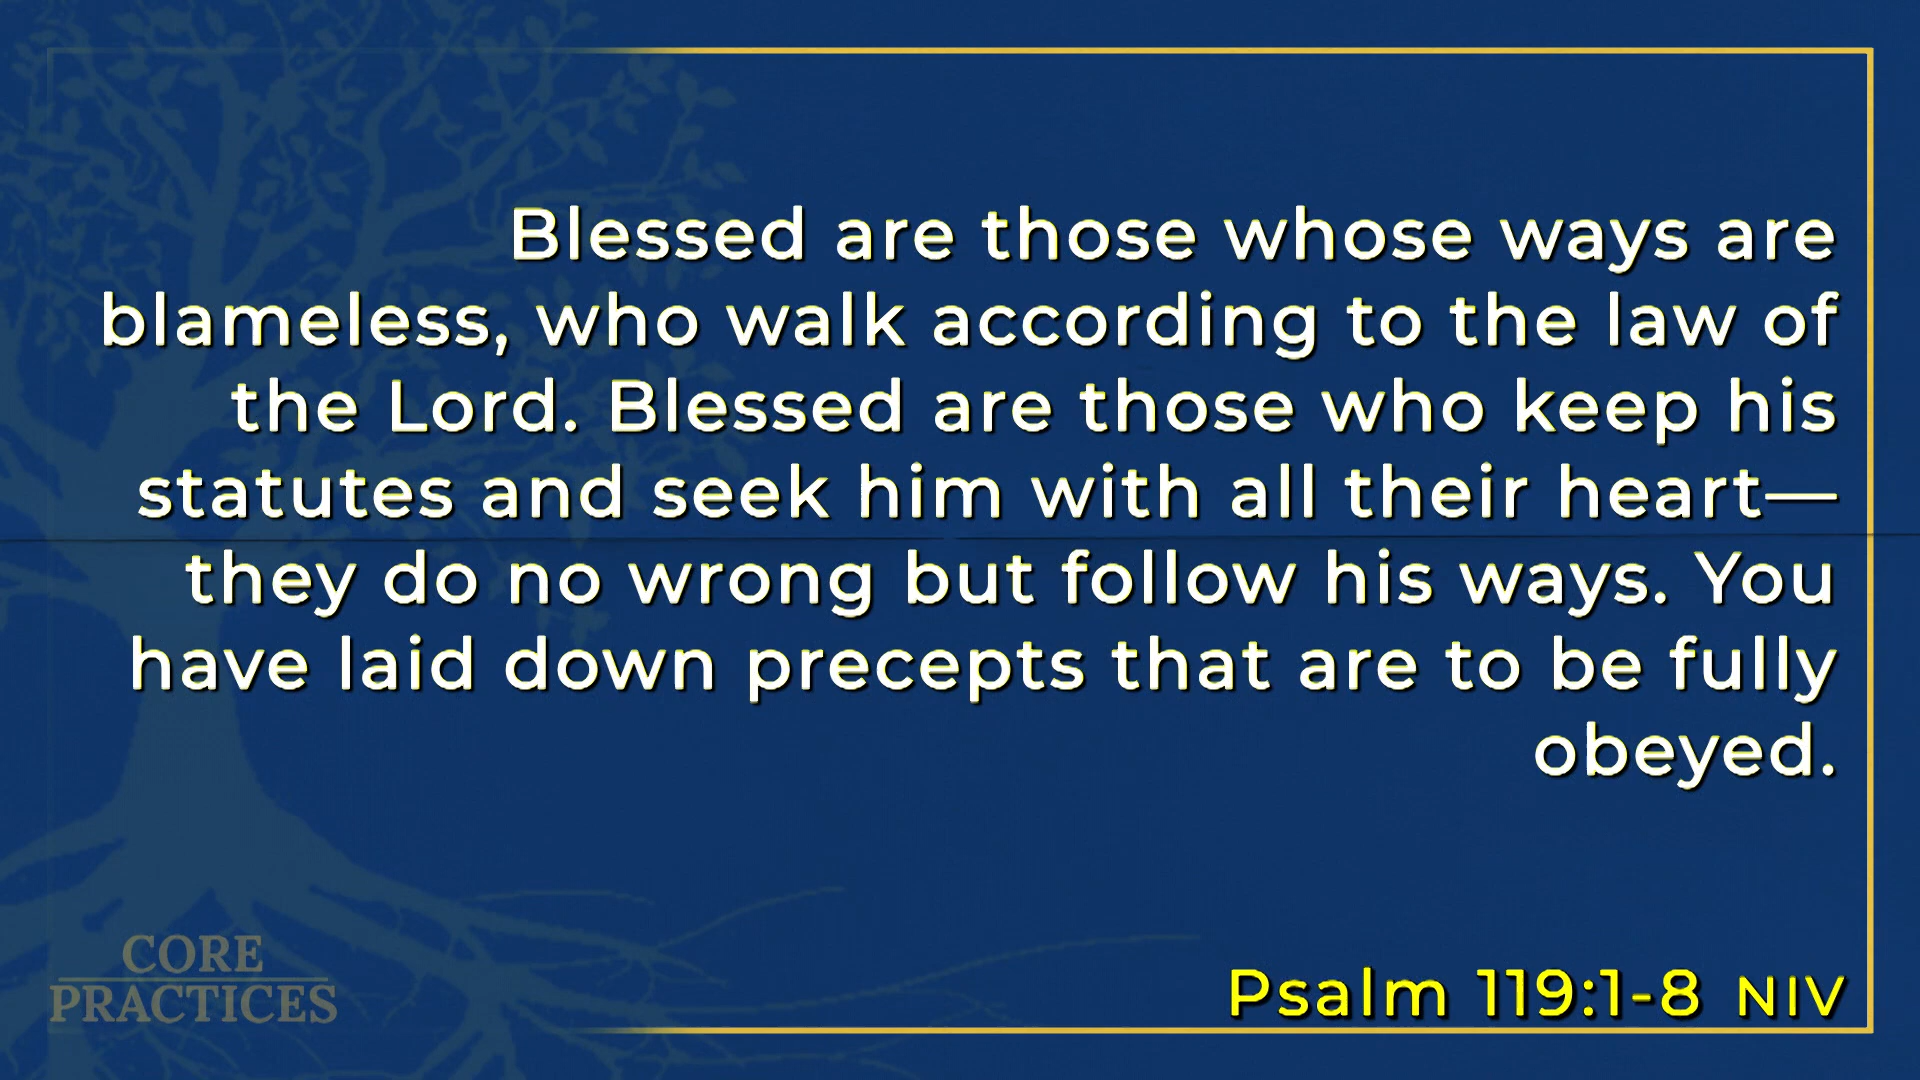 Blessed are those whose ways are
blameless, who walk according to the law of
the Lord. Blessed are those who keep his
statutes and seek him with all their heart—
they do no wrong but follow his ways. You
have laid down precepts that are to be fully
obeyed.
CORE
PRACTICES
Psalm 119:1-8 NIV